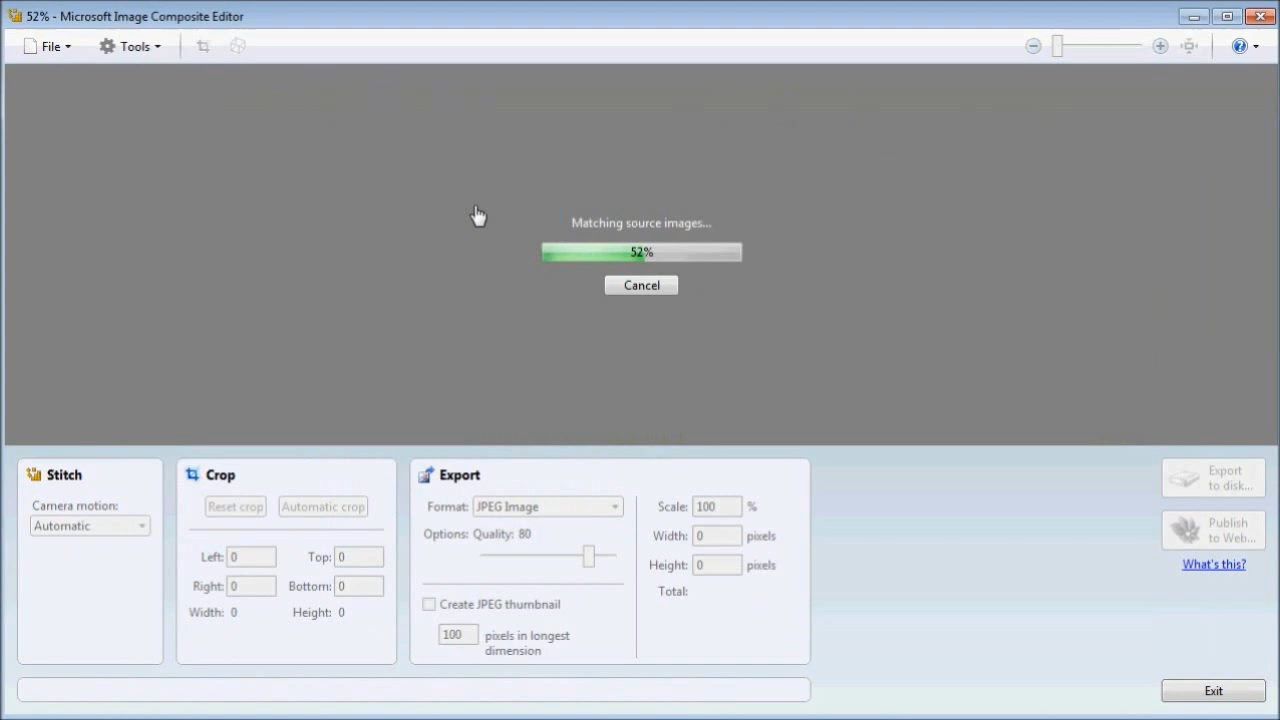 52% - Microsoft Image Composite Editor
File Tools
Matching source images...
52%
Cancel
Stitch
Camera motion:
Automatic
Crop
Reset crop Automatic crop
Left: 0 Top: 0
Right: 0 Bottom: 0
Width: 0 Height: 0
Export
Format: JPEG Image
Options: Quality: 80
Create JPEG thumbnail
100 pixels in longest
dimension
Scale: 100 %
Width: 0 pixels
Height: 0 pixels
Total:
Export
to disk...
Publish
to Web...
What's this?
Exit